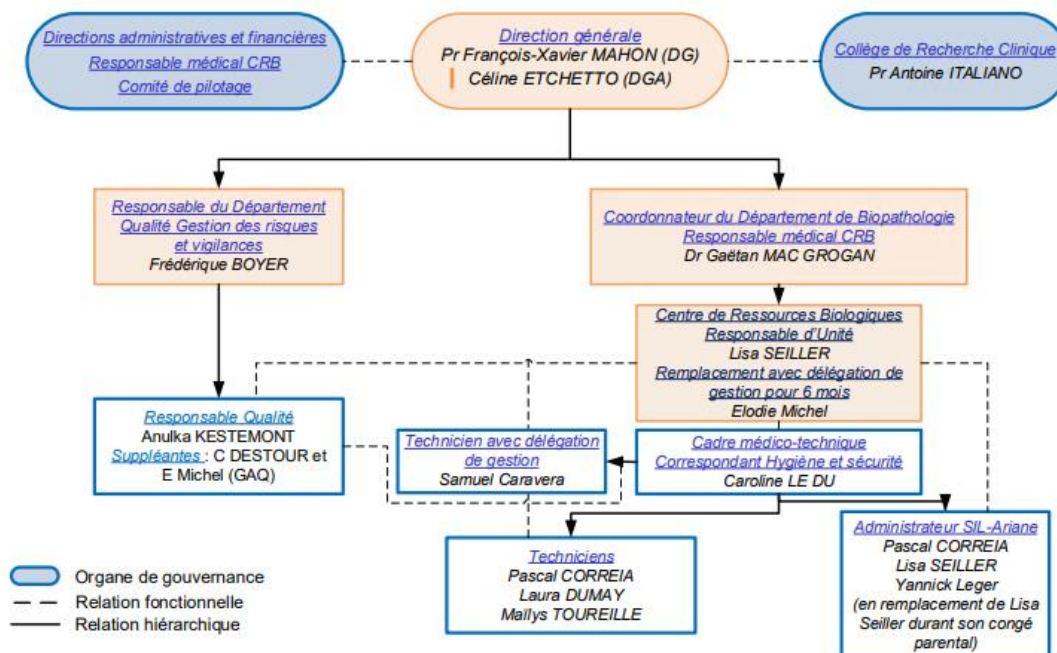 Directions administratives et financières
Responsable médical CRB
Comité de pilotage
Direction générale
Pr François-Xavier MAHON (DG)
Céline ETCHETTO (DGA)
Collège de Recherche Clinique
Pr Antoine ITALIANO
Responsable du Département
Qualité Gestion des risques
et vigilances
Frédérique BOYER
Coordonnateur du Département de Biopathologie
Responsable médical CRB
Dr Gaëtan MAC GROGAN
Centre de Ressources Biologiques
Responsable d'Unité
Lisa SEILLER
Remplacement avec délégation de
gestion pour 6 mois
Elodie Michel
Responsable Qualité
Anulka KESTEMONT
Suppléantes : C DESTOUR et
E Michel (GAQ)
Technicien avec délégation
de gestion
Samuel Caravera
Cadre médico-technique
Correspondant Hygiène et sécurité
Caroline LE DU
Techniciens
Pascal CORREIA
Laura DUMAY
Maïlys TOUREILLE
Administrateur SIL-Ariane
Pascal CORREIA
Lisa SEILLER
Yannick Leger
(en remplacement de Lisa
Seiller durant son congé
parental)
Organe de gouvernance
Relation fonctionnelle
Relation hiérarchique